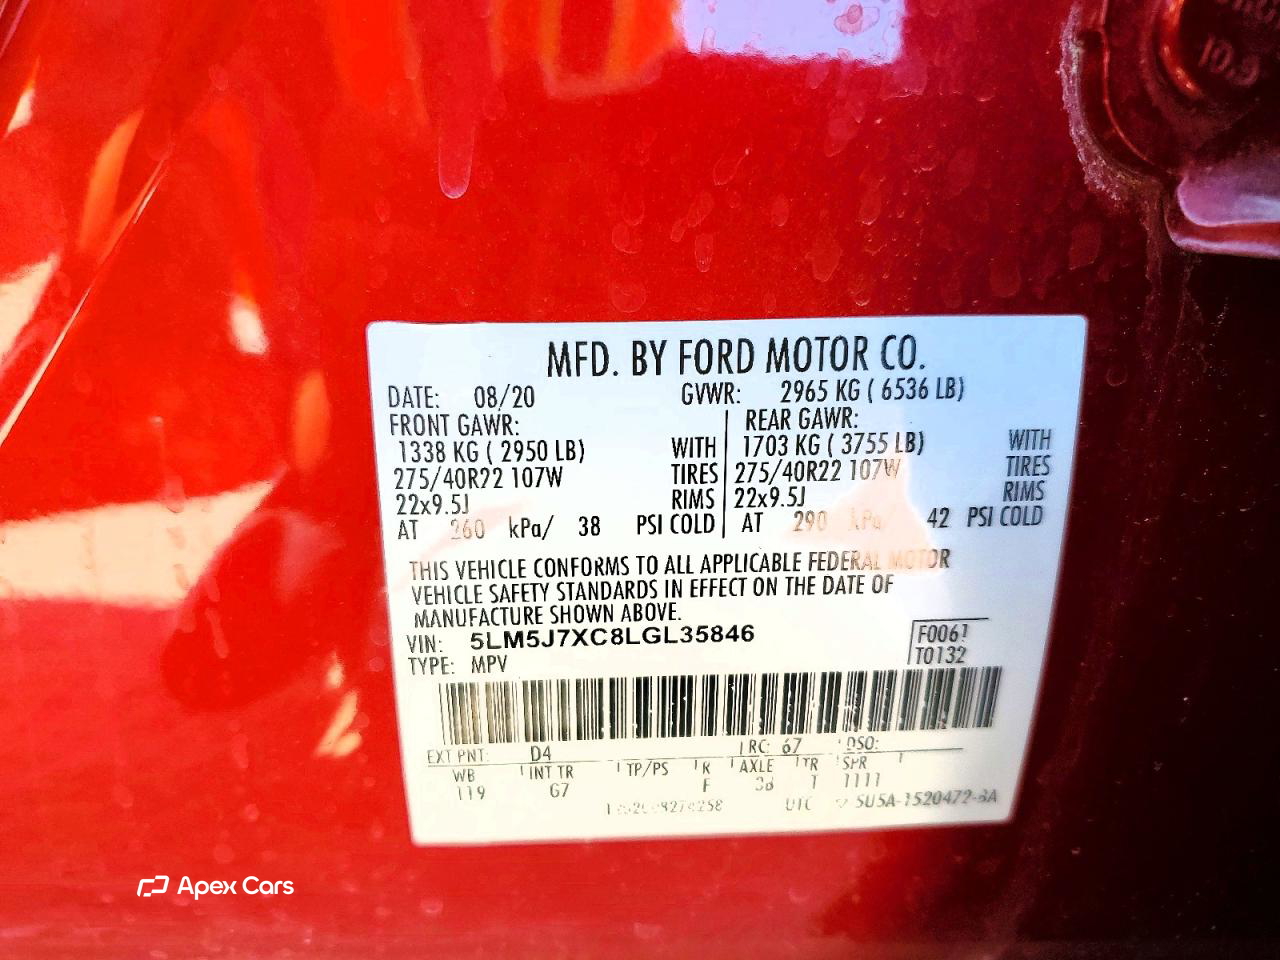 10.9
MFD. BY FORD MOTOR CO.
DATE: 08/20 GVWR: 2965 KG ( 6536 LB)
FRONT GAWR: REAR GAWR:
1338 KG ( 2950 LB) WITH 1703 KG ( 3755 LB) WITH
275/40R22 107W TIRES 275/40R22 107W TIRES
22x9.5J RIMS 22x9.5J RIMS
AT 260 kPa/ 38 PSI COLD AT 290 kPa/ 42 PSI COLD
THIS VEHICLE CONFORMS TO ALL APPLICABLE FEDERAL MOTOR
VEHICLE SAFETY STANDARDS IN EFFECT ON THE DATE OF
MANUFACTURE SHOWN ABOVE.
VIN: 5LM5J7XC8LGL35846 F0061
TYPE: MPV T0132
EXT PNT: D4 RC: 67 DSO:
WB INT TR TP/PS R AXLE TR SPR
119 G7 F 1111
UTC
Apex Cars